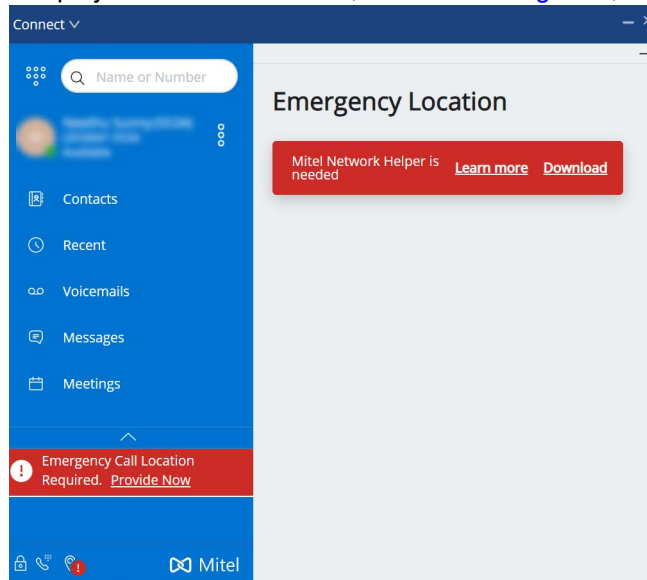 Connect
Name or Number
Contacts
Recent
Voicemails
Messages
Meetings
Emergency Call Location
Required. Provide Now
Mitel
Emergency Location
Mitel Network Helper is
needed
Learn more Download